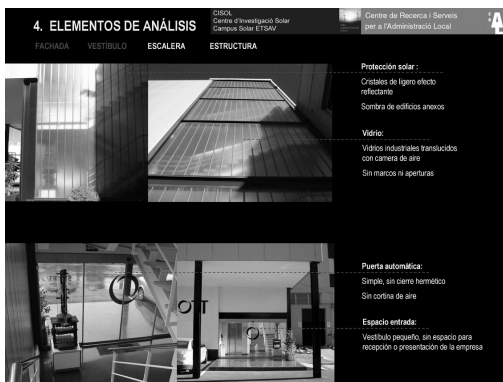 4. ELEMENTOS DE ANÁLISIS
CISOL
Centre d'Investigació Solar
Campus Solar ETSAV
Centre de Recerca i Serveis
per a l'Administració Local
FACHADA VESTÍBULO ESCALERA ESTRUCTURA
Protección solar :
Cristales de ligero efecto
reflectante
Sombra de edificios anexos
Vidrio:
Vidrios industriales translucidos
con camera de aire
Sin marcos ni aperturas
Puerta automática:
Simple, sin cierre hermético
Sin cortina de aire
Espacio entrada:
Vestíbulo pequeño, sin espacio para
recepción o presentación de la empresa